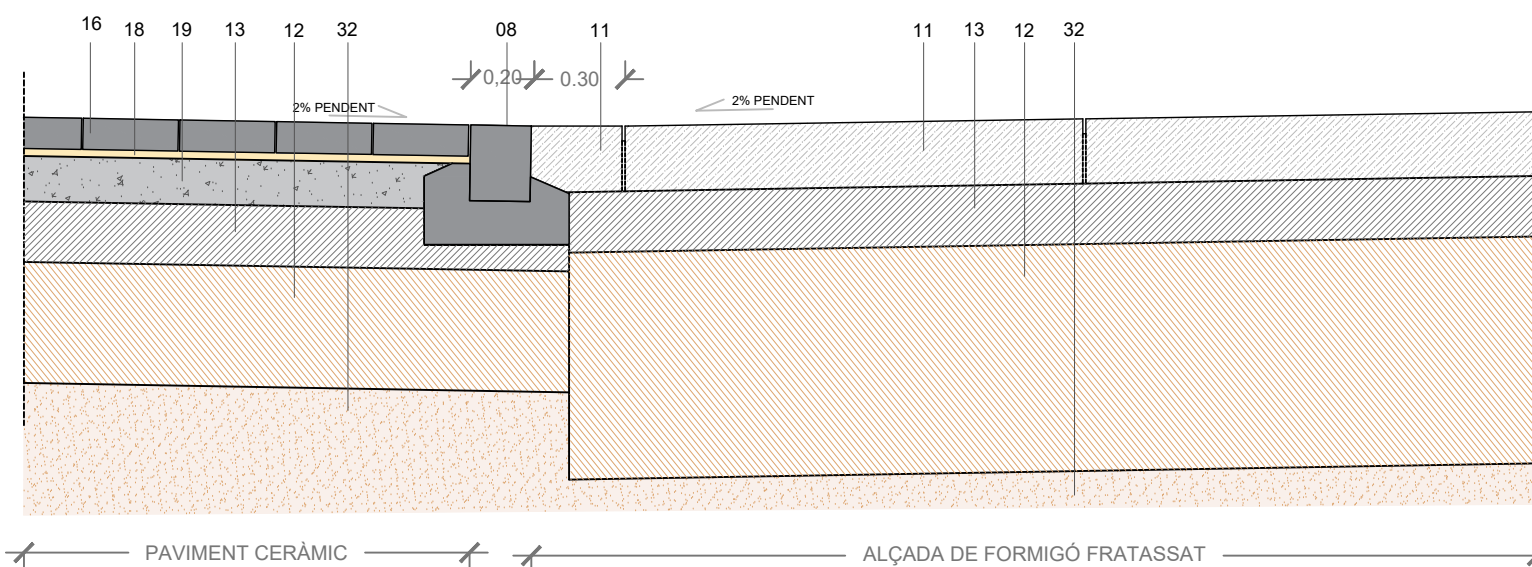 16 18 19 13 12 32 08 11 11 13 12 32
0,20 0.30
2% PENDENT 2% PENDENT
PAVIMENT CERÀMIC ALÇADA DE FORMIGÓ FRATASSAT